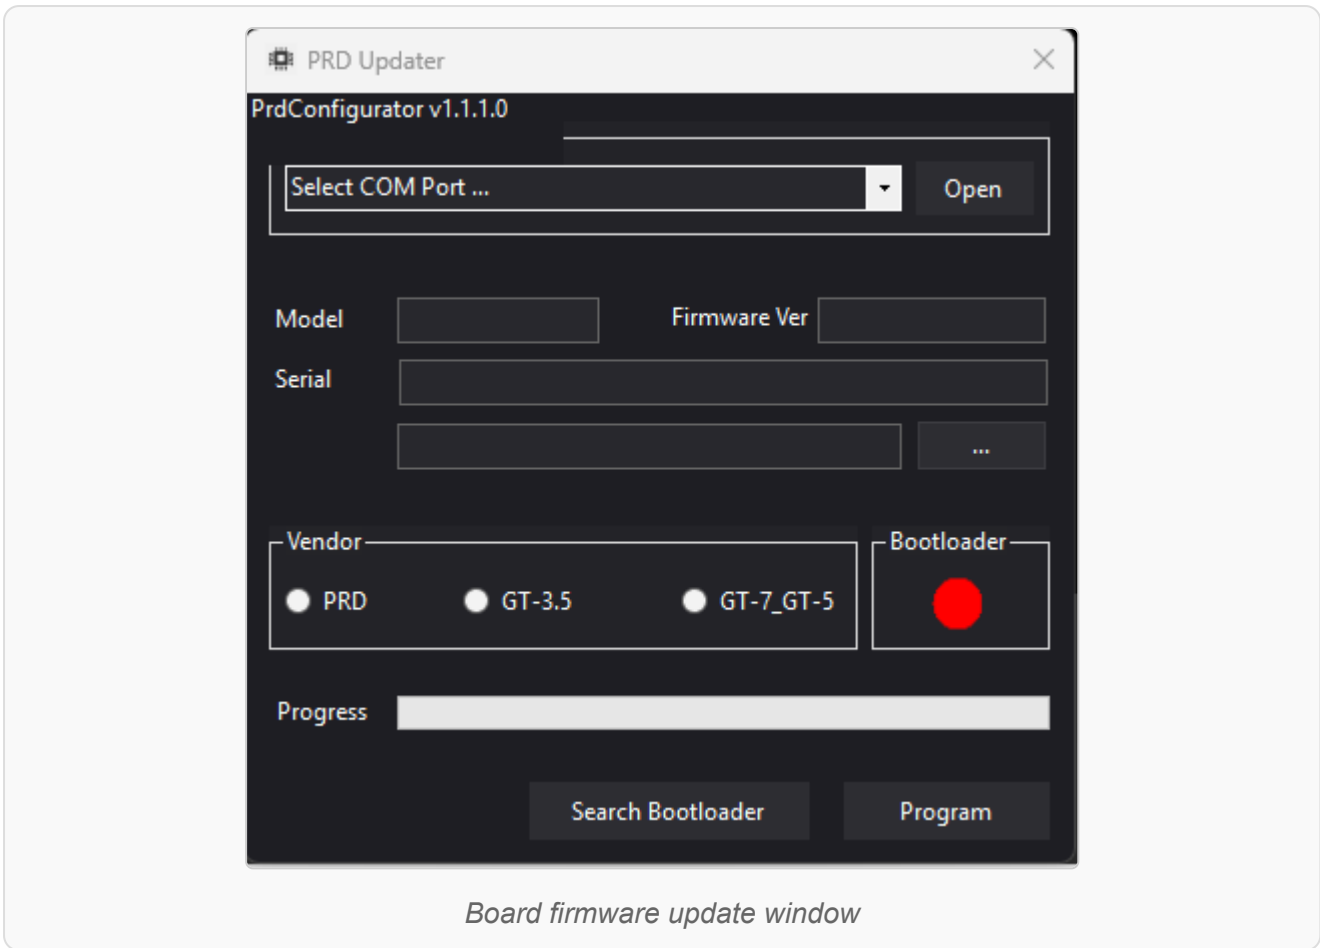 PRD Updater
PrdConfigurator v1.1.1.0
Select COM Port ...
Open
Model
Firmware Ver
Serial
...
Vendor
Bootloader
PRD
GT-3.5
GT-7_GT-5
Progress
Search Bootloader
Program
Board firmware update window